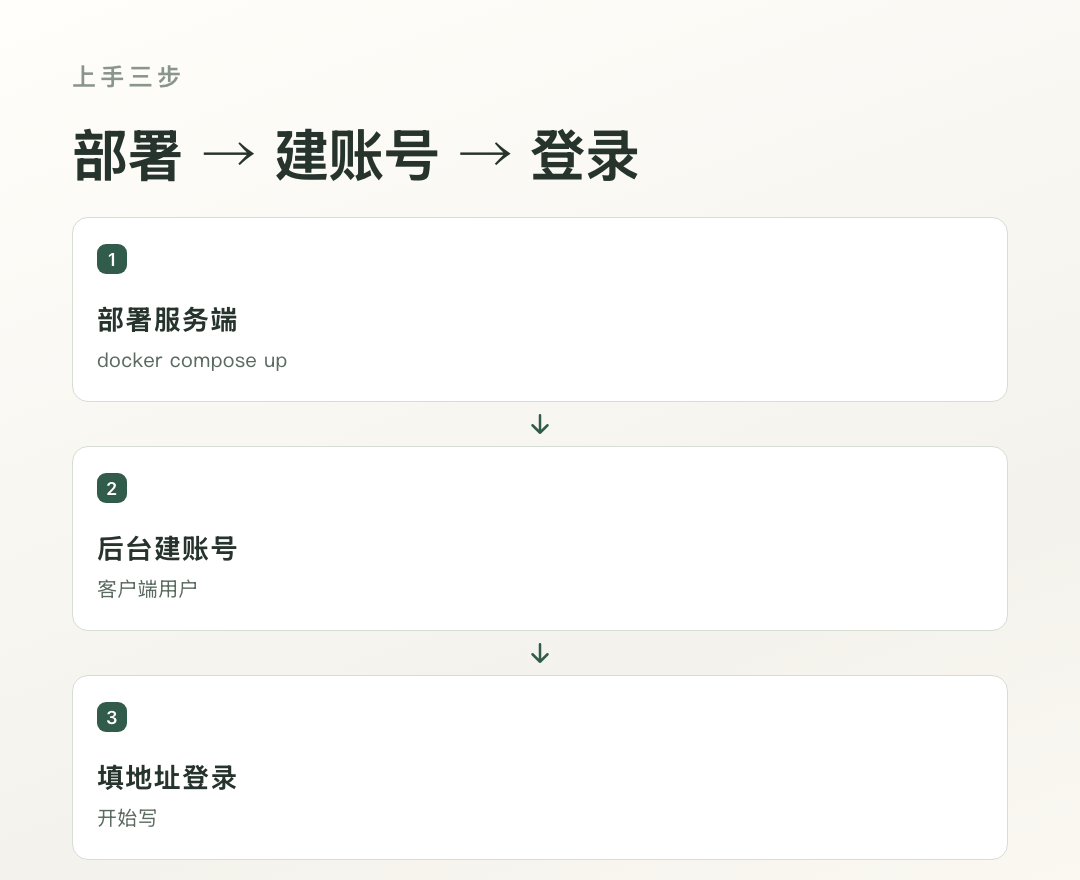 上手三步
部署 → 建账号 → 登录
1
部署服务端
docker compose up
↓
2
后台建账号
客户端用户
↓
3
填地址登录
开始写